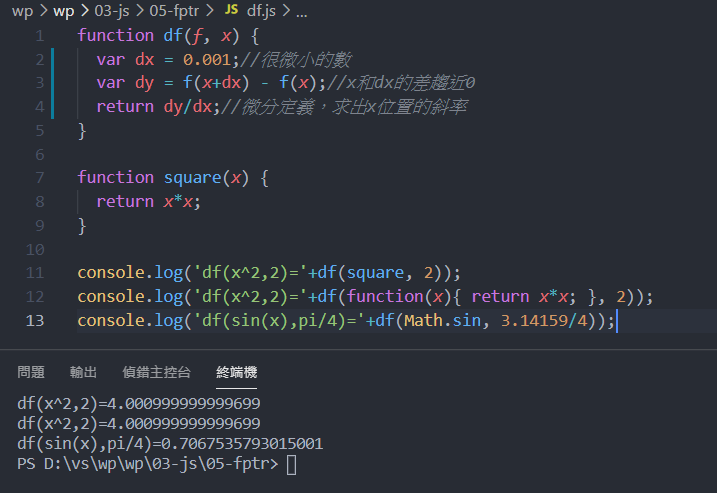 wp > wp > 03-js > 05-fptr > JS df.js > ...
1 function df(f, x) {
2 var dx = 0.001;//很微小的數
3 var dy = f(x+dx) - f(x);//x和dx的差趨近0
4 return dy/dx;//微分定義，求出x位置的斜率
5 }
6
7 function square(x) {
8 return x*x;
9 }
10
11 console.log('df(x^2,2)='+df(square, 2));
12 console.log('df(x^2,2)='+df(function(x){ return x*x; }, 2));
13 console.log('df(sin(x),pi/4)='+df(Math.sin, 3.14159/4));
問題 輸出 偵錯主控台 終端機
df(x^2,2)=4.000999999999699
df(x^2,2)=4.000999999999699
df(sin(x),pi/4)=0.7067535793015001
PS D:\vs\wp\wp\03-js\05-fptr>